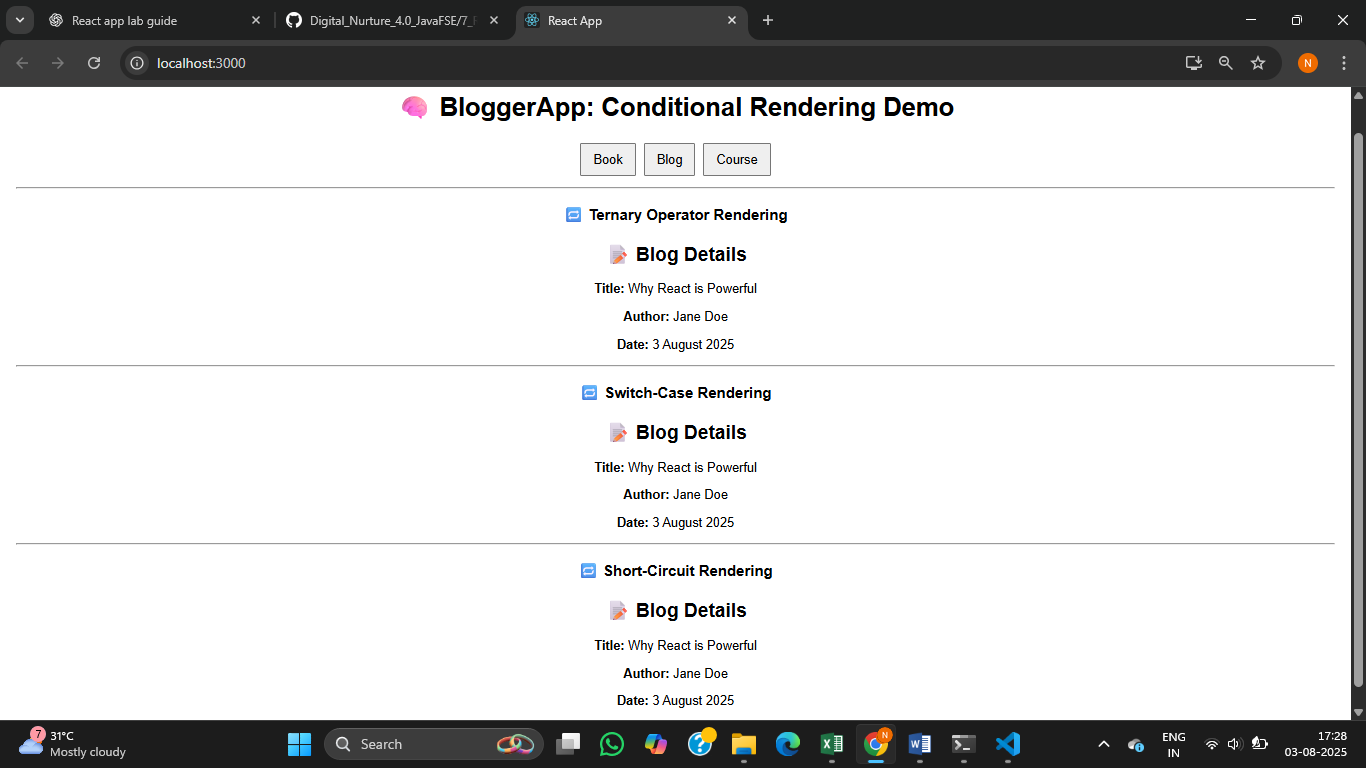 React app lab guide
Digital_Nurture_4.0_JavaFSE/7_
React App
localhost:3000
N
BloggerApp: Conditional Rendering Demo
Book Blog Course
Ternary Operator Rendering
Blog Details
Title: Why React is Powerful
Author: Jane Doe
Date: 3 August 2025
Switch-Case Rendering
Blog Details
Title: Why React is Powerful
Author: Jane Doe
Date: 3 August 2025
Short-Circuit Rendering
Blog Details
Title: Why React is Powerful
Author: Jane Doe
Date: 3 August 2025
7
31°C
Mostly cloudy
Search
N
ENG
IN
17:28
03-08-2025